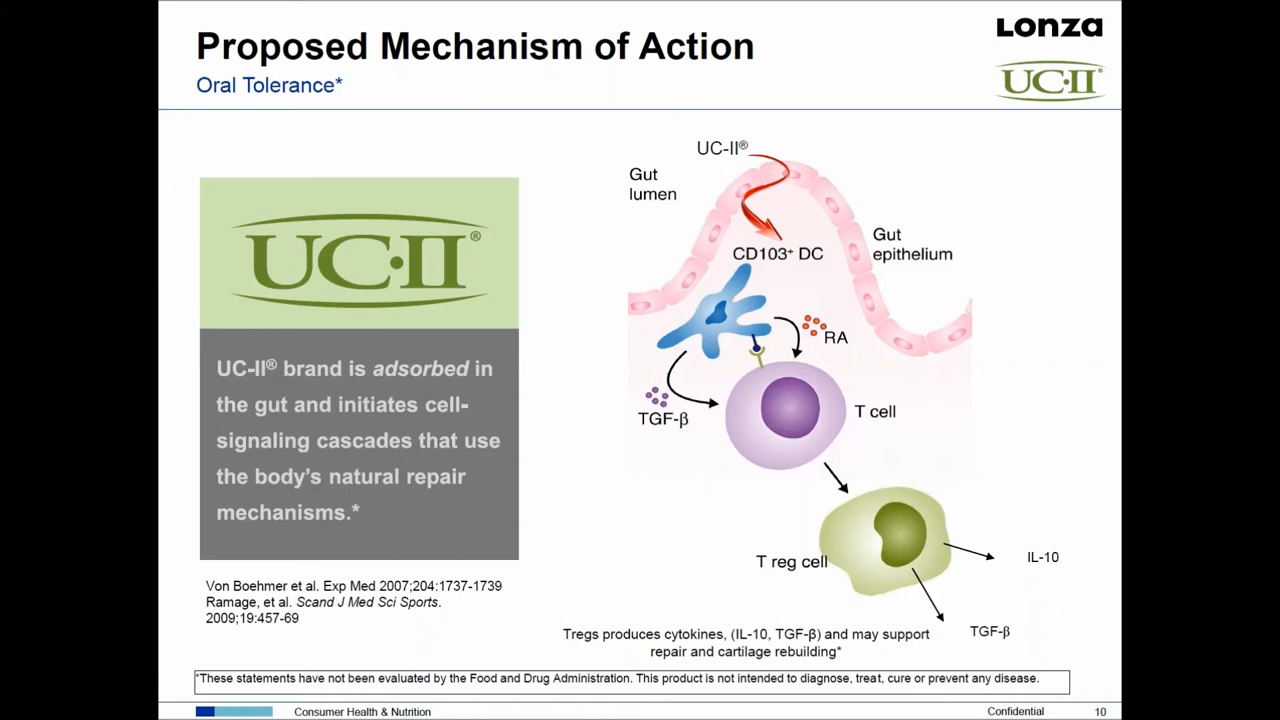 Proposed Mechanism of Action
Oral Tolerance*
Lonza
UC·II®
UC·II®
UC-II® brand is adsorbed in
the gut and initiates cell-
signaling cascades that use
the body’s natural repair
mechanisms.*
Von Boehmer et al. Exp Med 2007;204:1737-1739
Ramage, et al. Scand J Med Sci Sports.
2009;19:457-69
UC-II®
Gut
lumen
Gut
epithelium
CD103+ DC
RA
TGF-β
T cell
T reg cell
IL-10
TGF-β
Tregs produces cytokines, (IL-10, TGF-β) and may support
repair and cartilage rebuilding*
*These statements have not been evaluated by the Food and Drug Administration. This product is not intended to diagnose, treat, cure or prevent any disease.
Consumer Health & Nutrition
Confidential
10